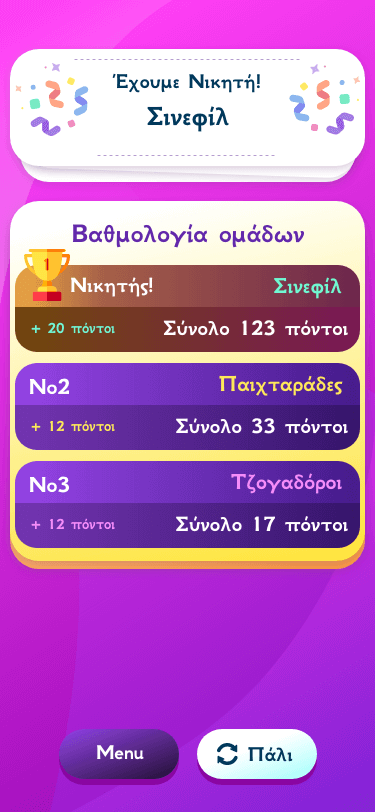 Έχουμε Νικητή!
Σινεφίλ
Βαθμολογία ομάδων
1
Νικητής! Σινεφίλ
+ 20 πόντοι Σύνολο 123 πόντοι
Νο2 Παιχταράδες
+ 12 πόντοι Σύνολο 33 πόντοι
Νο3 Τζογαδόροι
+ 12 πόντοι Σύνολο 17 πόντοι
Menu Πάλι